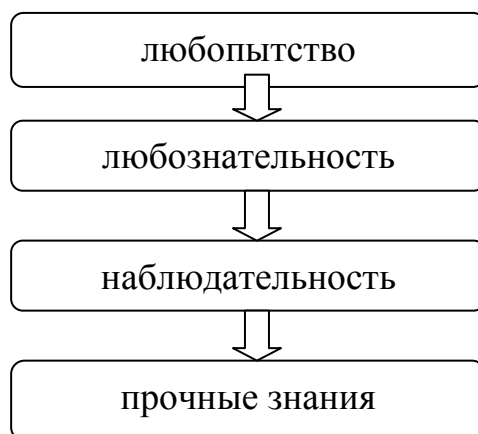 любопытство
любознательность
наблюдательность
прочные знания